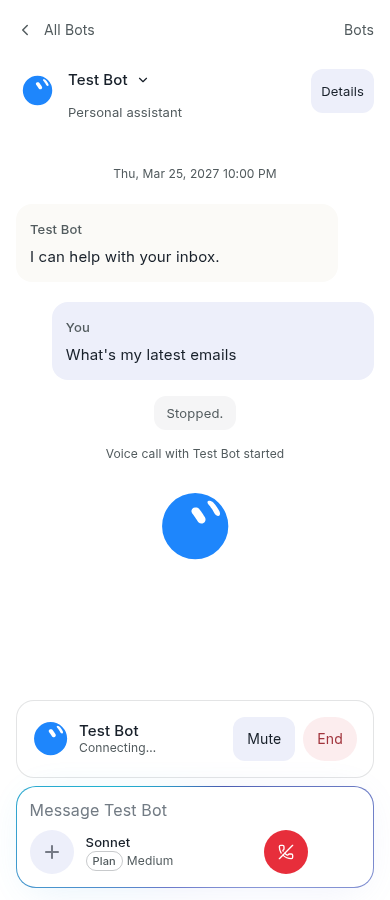 All Bots
Bots
Test Bot
Details
Personal assistant
Thu, Mar 25, 2027 10:00 PM
Test Bot
I can help with your inbox.
You
What's my latest emails
Stopped.
Voice call with Test Bot started
Test Bot
Connecting...
Mute
End
Message Test Bot
Sonnet
Plan Medium